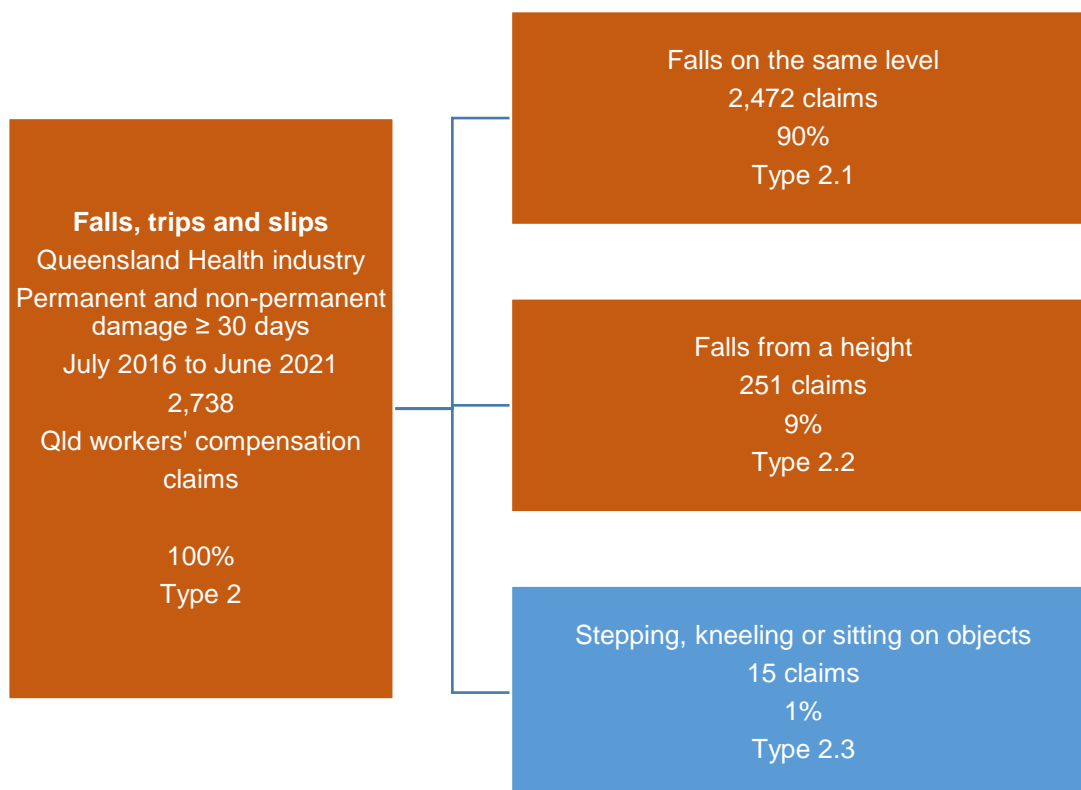 Falls, trips and slips
Queensland Health industry
Permanent and non-permanent
damage ≥ 30 days
July 2016 to June 2021
2,738
Qld workers' compensation
claims
100%
Type 2
Falls on the same level
2,472 claims
90%
Type 2.1
Falls from a height
251 claims
9%
Type 2.2
Stepping, kneeling or sitting on objects
15 claims
1%
Type 2.3